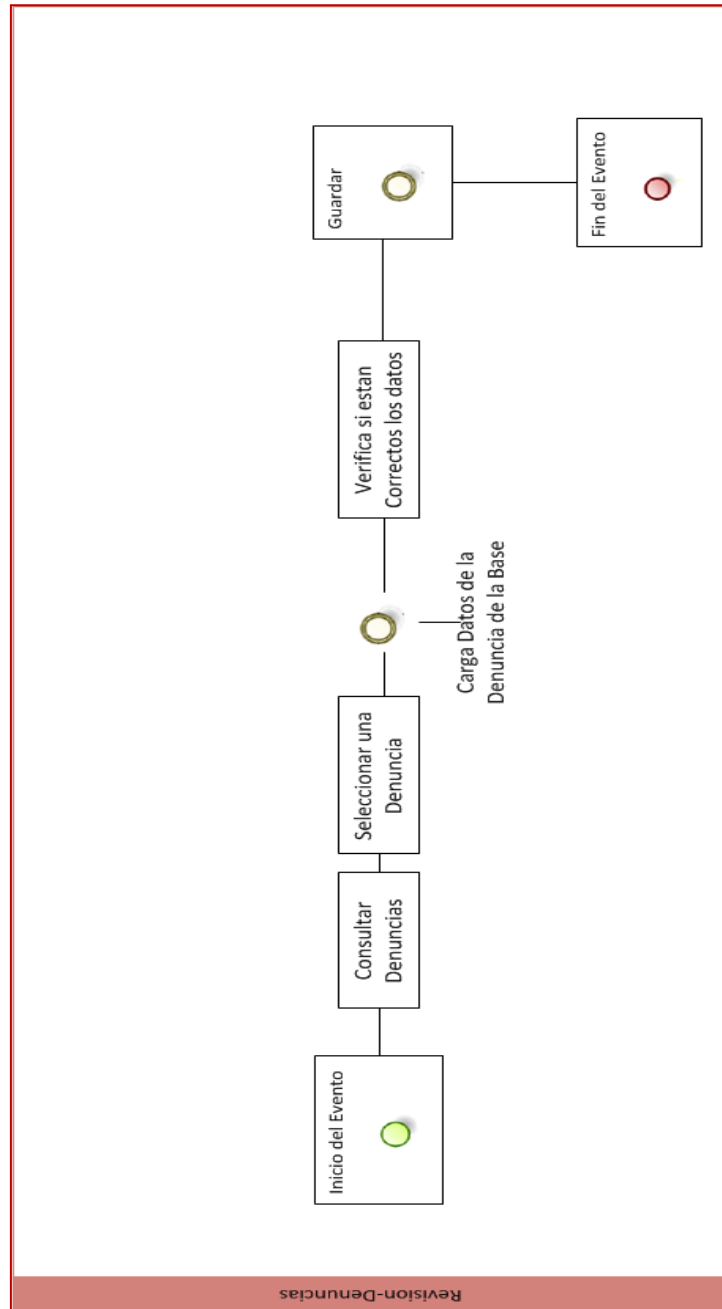 Revision-Denuncias
Inicio del Evento
Consultar
Denuncias
Seleccionar una
Denuncia
Carga Datos de la
Denuncia de la Base
Verifica si estan
Correctos los datos
Guardar
Fin del Evento